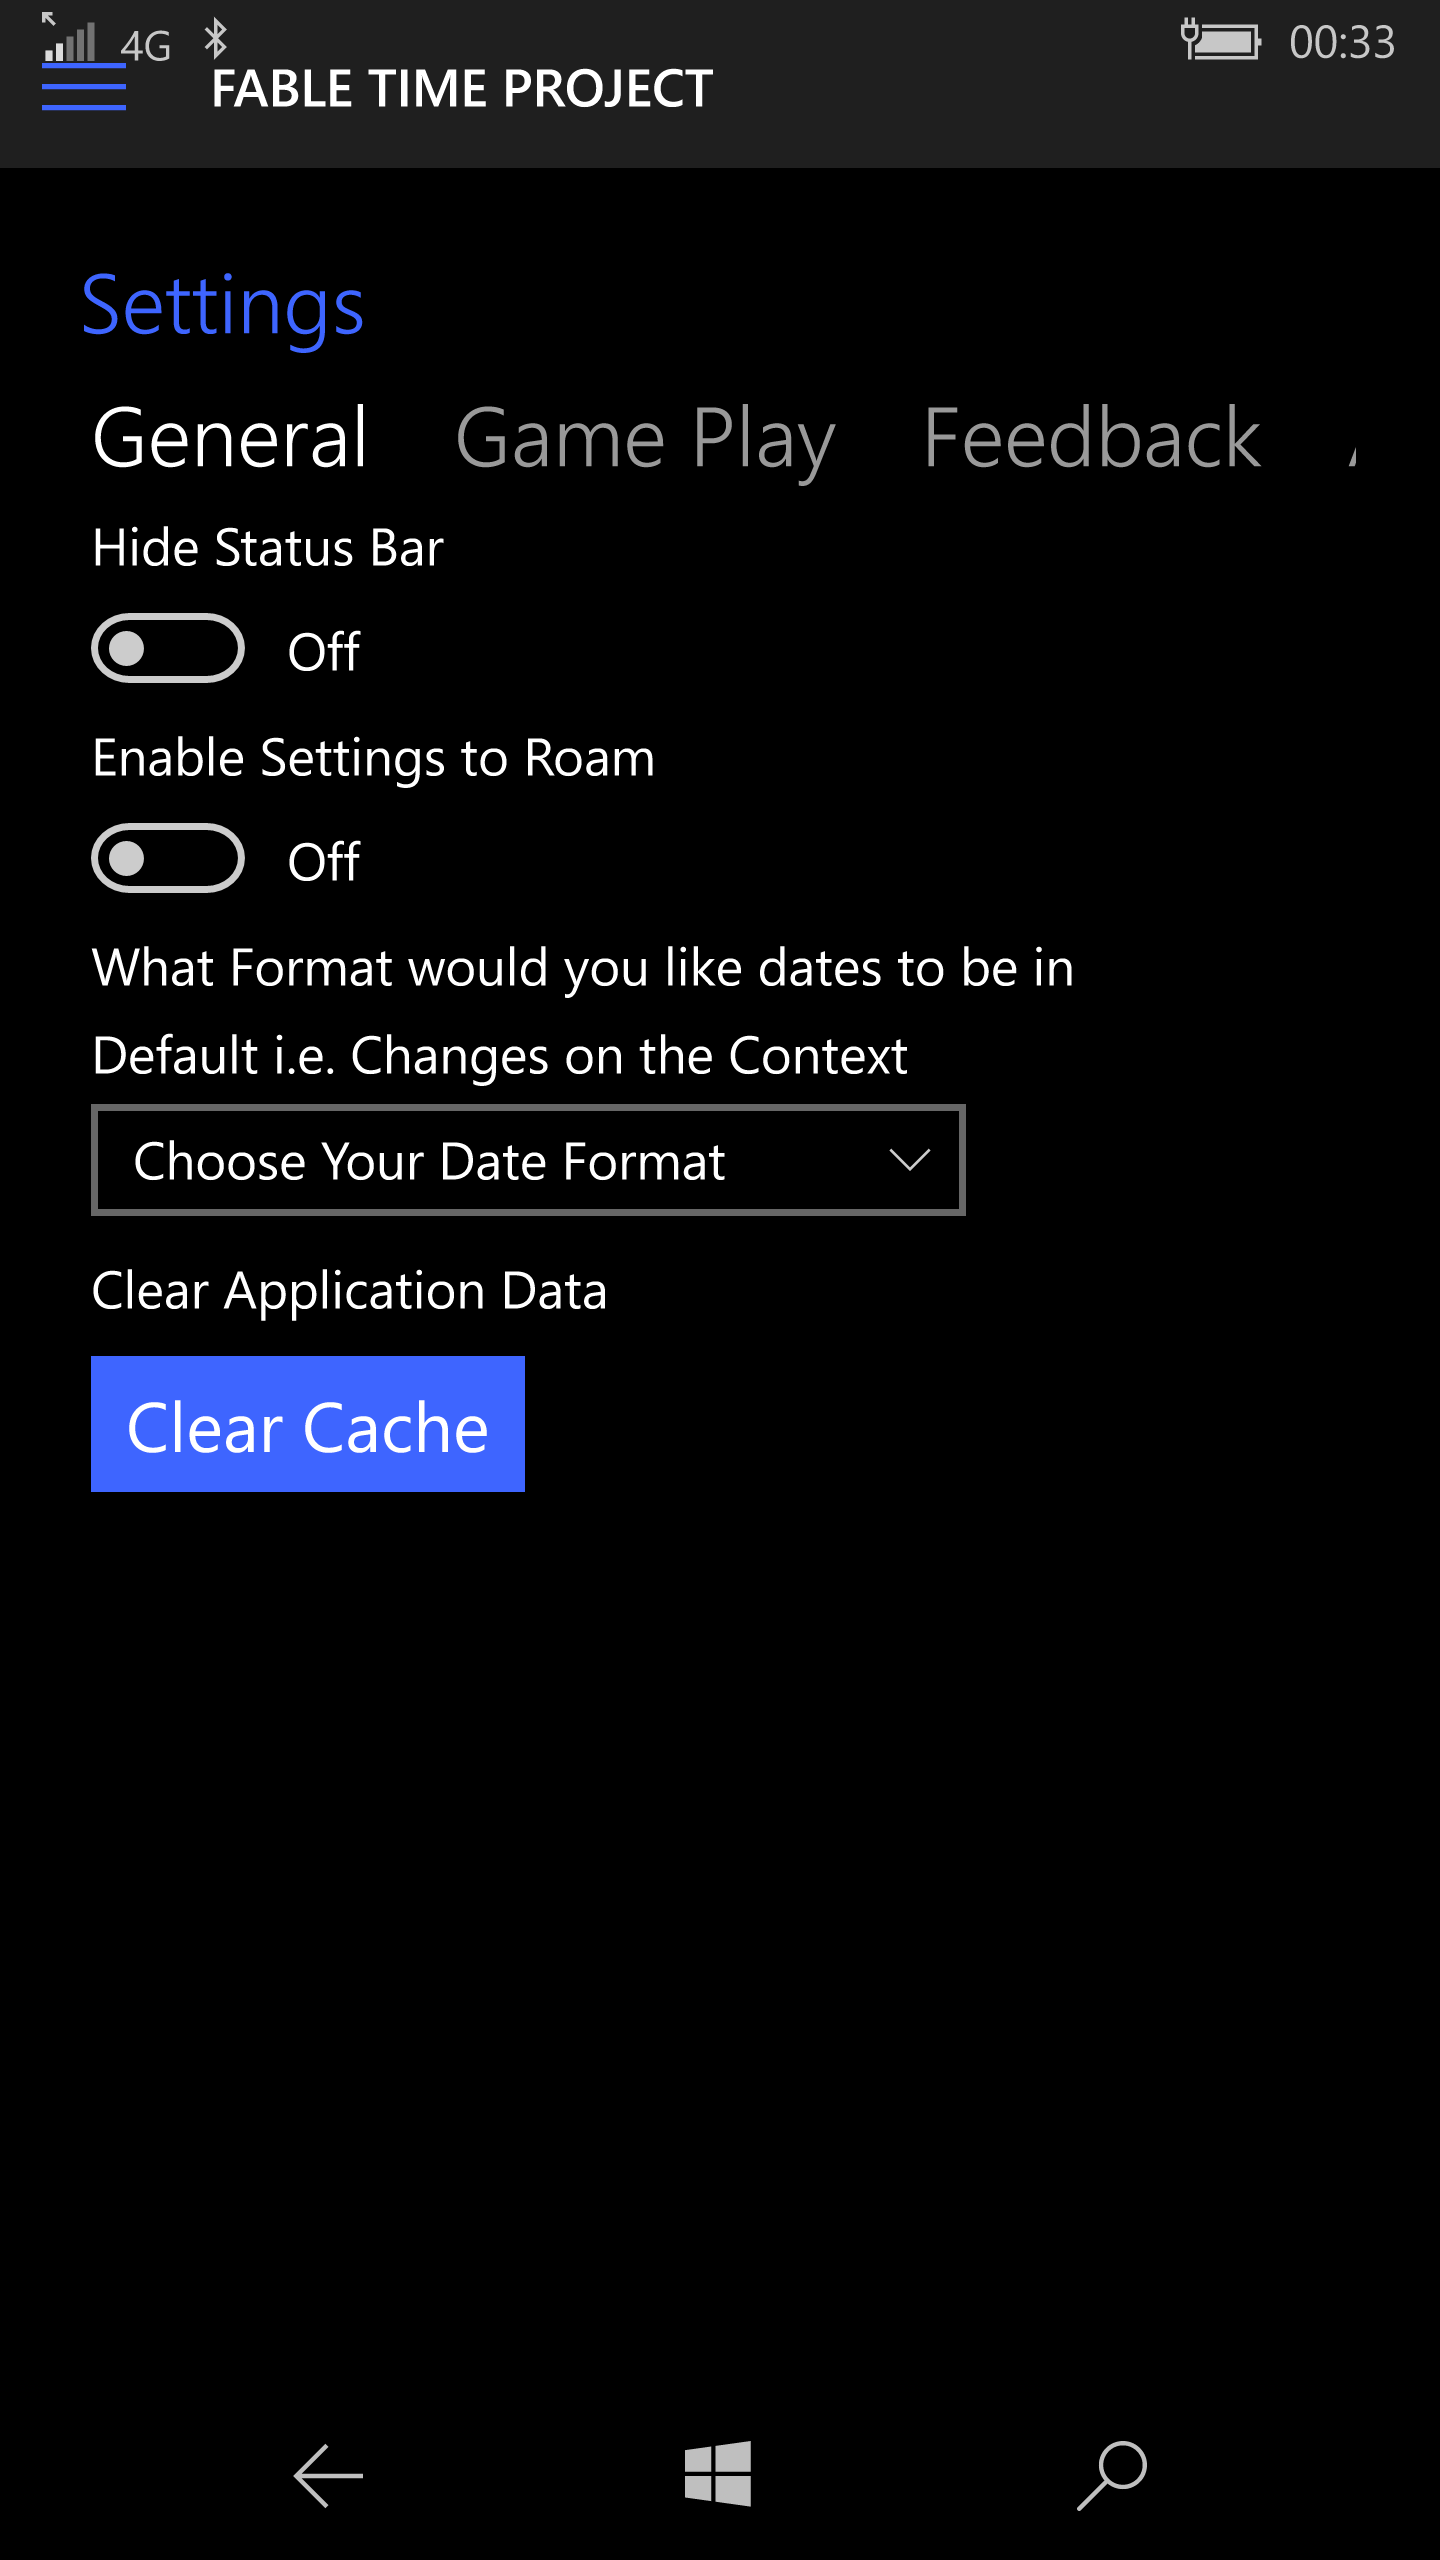 4G 00:33
FABLE TIME PROJECT
Settings
General Game Play Feedback
Hide Status Bar
Off
Enable Settings to Roam
Off
What Format would you like dates to be in
Default i.e. Changes on the Context
Choose Your Date Format
Clear Application Data
Clear Cache